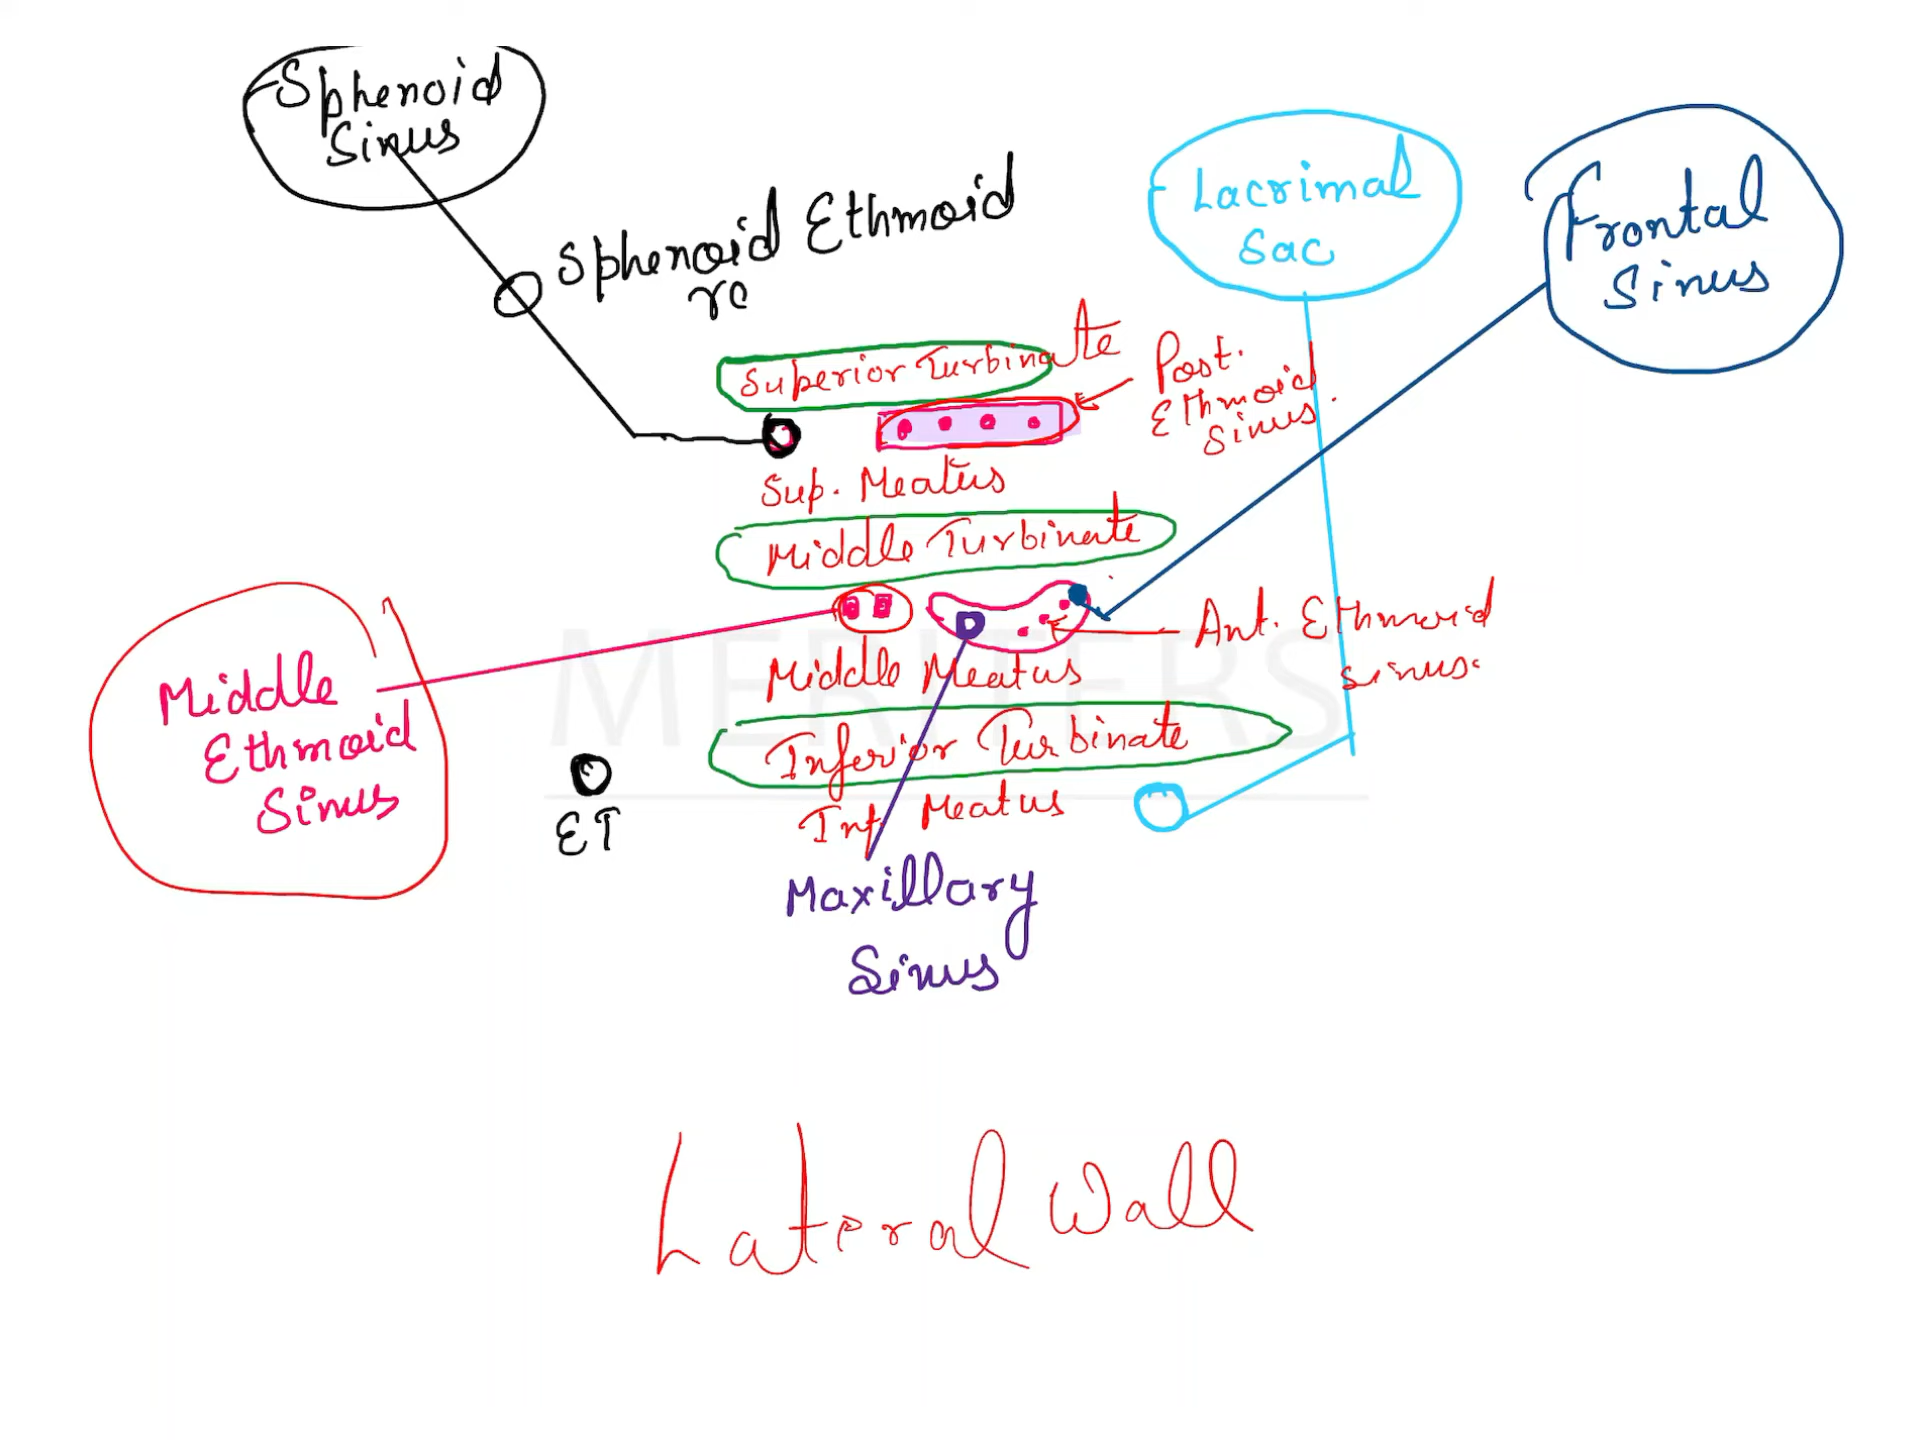 Sphenoid
Sinus
Sphenoid Ethmoid
rc
Lacrimal
Sac
Frontal
Sinus
Superior Turbinate
Post.
Ethmoid
Sinus.
Sup. Meatus
Middle Turbinate
Ant. Ethmoid
sinus.
Middle Meatus
Middle
Ethmoid
Sinus
MERITERS
Inferior Turbinate
Inf. Meatus
ET
Maxillary
Sinus
Lateral Wall